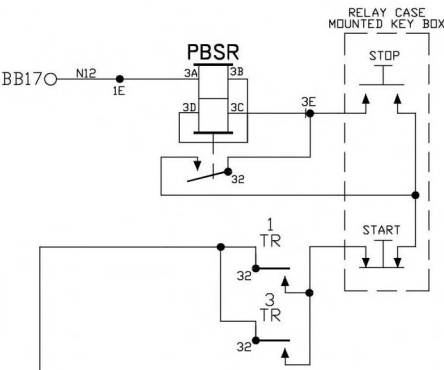 RELAY CASE
MOUNTED KEY BOX
STOP
PBSR
BB17 N12 3A 3B
1E
3D 3C 3E
32
START
1
TR
32
3
TR
32